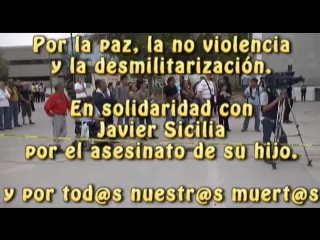 Por la paz, la no violencia
y la desmilitarización.
En solidaridad con
Javier Sicilia
por el asesinato de su hijo.
y por tod@s nuestr@s muert@s